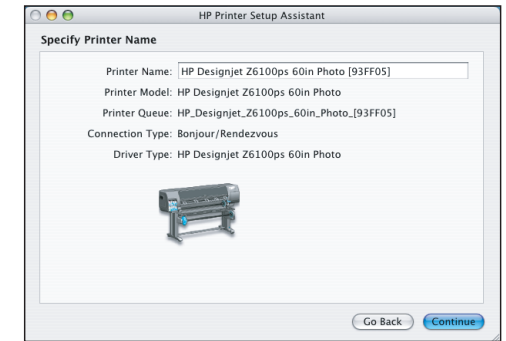 HP Printer Setup Assistant
Specify Printer Name
Printer Name: HP Designjet Z6100ps 60in Photo [93FF05]
Printer Model: HP Designjet Z6100ps 60in Photo
Printer Queue: HP_Designjet_Z6100ps_60in_Photo_[93FF05]
Connection Type: Bonjour/Rendezvous
Driver Type: HP Designjet Z6100ps 60in Photo
Go Back Continue